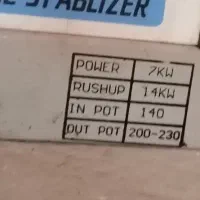 STABLIZER
POWER 7KW
RUSHUP 14KW
IN POT 140
OUT POT 200-230